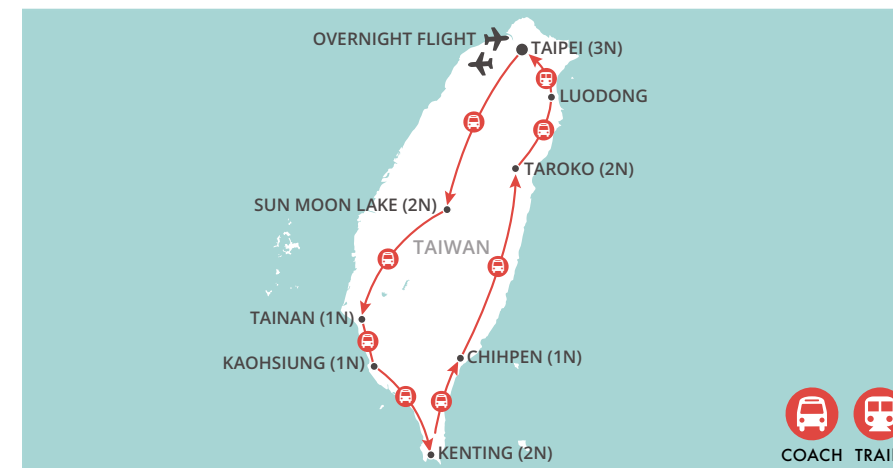 OVERNIGHT FLIGHT
TAIPEI (3N)
LUODONG
TAROKO (2N)
SUN MOON LAKE (2N)
TAIWAN
TAINAN (1N)
KAOHSIUNG (1N)
CHIHPEN (1N)
KENTING (2N)
COACH TRAIN